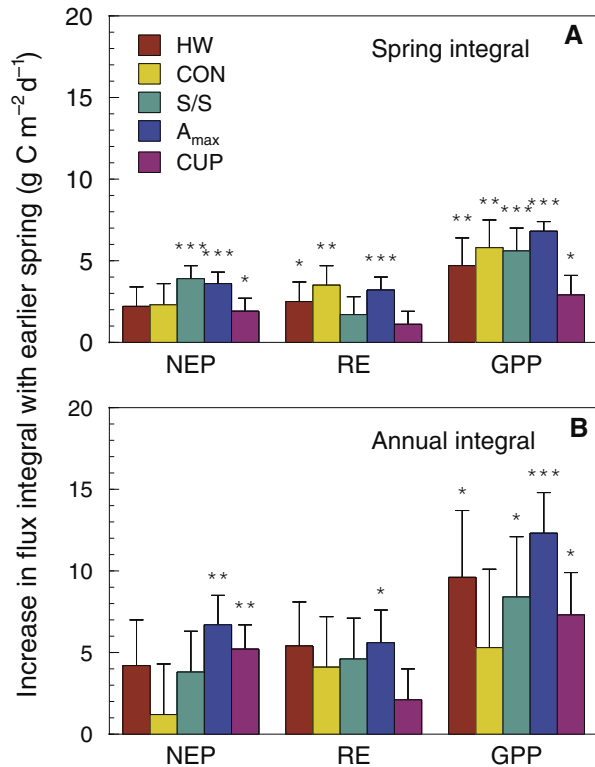 Increase in flux integral with earlier spring (g C m⁻² d⁻¹)
20
15
10
5
0
HW
CON
S/S
Amax
CUP
Spring integral
A
***
***
*
*
**
***
**
**
***
***
*
NEP RE GPP
20
15
10
5
0
Annual integral
B
**
**
*
*
*
***
*
NEP RE GPP